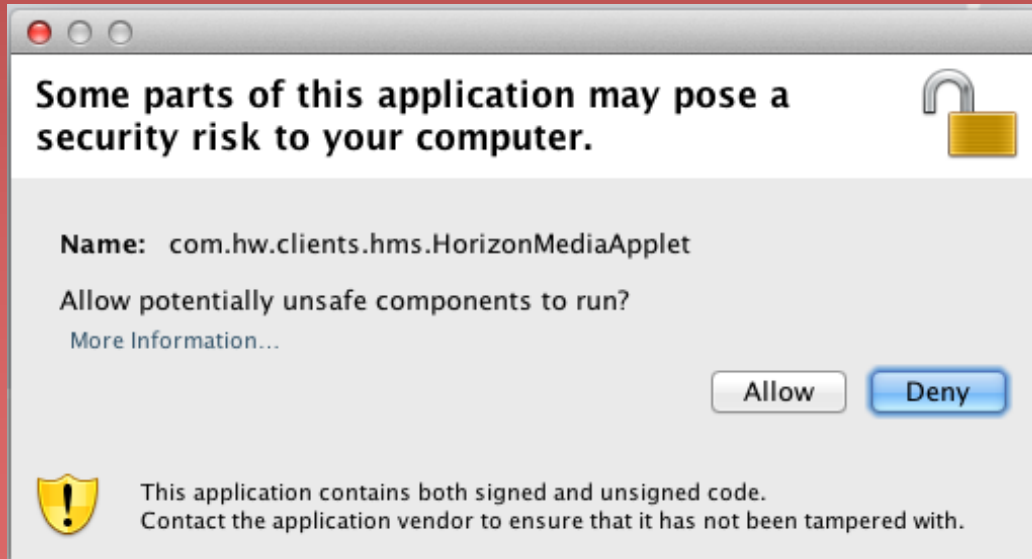 Some parts of this application may pose a
security risk to your computer.
Name: com.hw.clients.hms.HorizonMediaApplet
Allow potentially unsafe components to run?
More Information...
Allow Deny
This application contains both signed and unsigned code.
Contact the application vendor to ensure that it has not been tampered with.